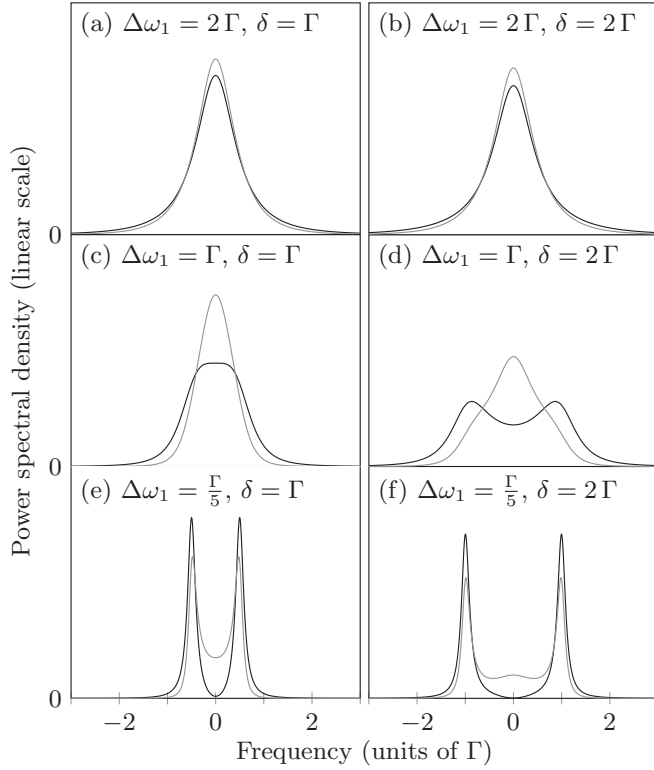 (a) Δω₁ = 2 Γ, δ = Γ
(b) Δω₁ = 2 Γ, δ = 2 Γ
0
(c) Δω₁ = Γ, δ = Γ
(d) Δω₁ = Γ, δ = 2 Γ
0
(e) Δω₁ = Γ/5, δ = Γ
(f) Δω₁ = Γ/5, δ = 2 Γ
0
−2 0 2 −2 0 2
Frequency (units of Γ)
Power spectral density (linear scale)